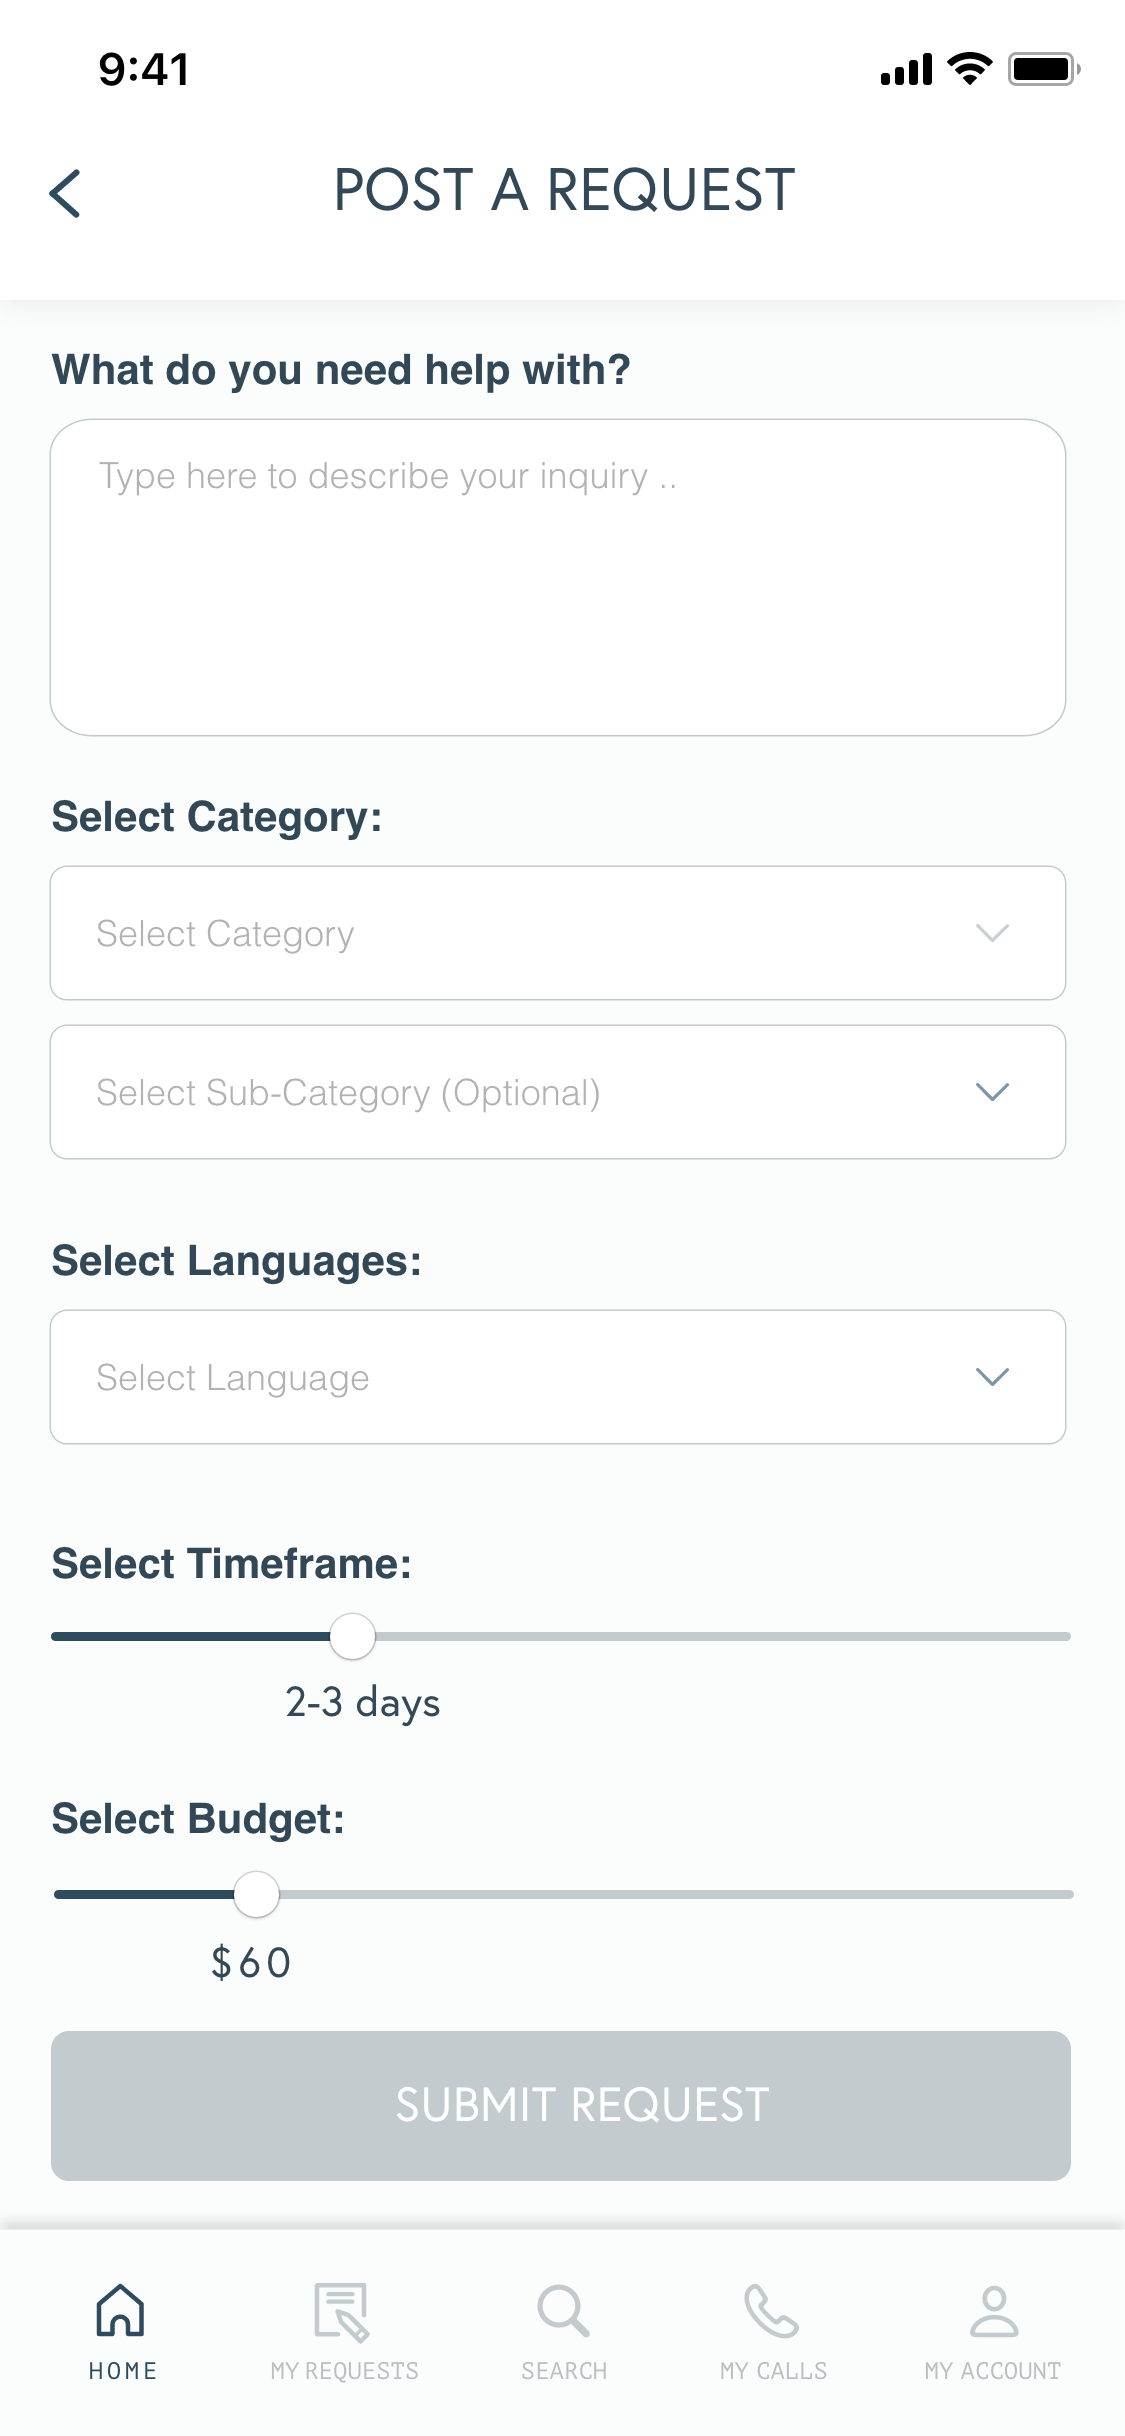 9:41
POST A REQUEST
What do you need help with?
Type here to describe your inquiry ..
Select Category:
Select Category
Select Sub-Category (Optional)
Select Languages:
Select Language
Select Timeframe:
2-3 days
Select Budget:
$60
SUBMIT REQUEST
HOME MY REQUESTS SEARCH MY CALLS MY ACCOUNT